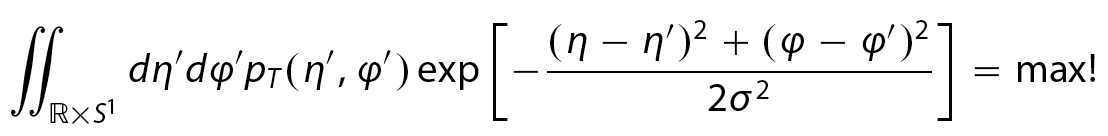 ∬_{ℝ×S¹} dη′dφ′p_T(η′, φ′) exp[−((η − η′)² + (φ − φ′)²)/(2σ²)] = max!